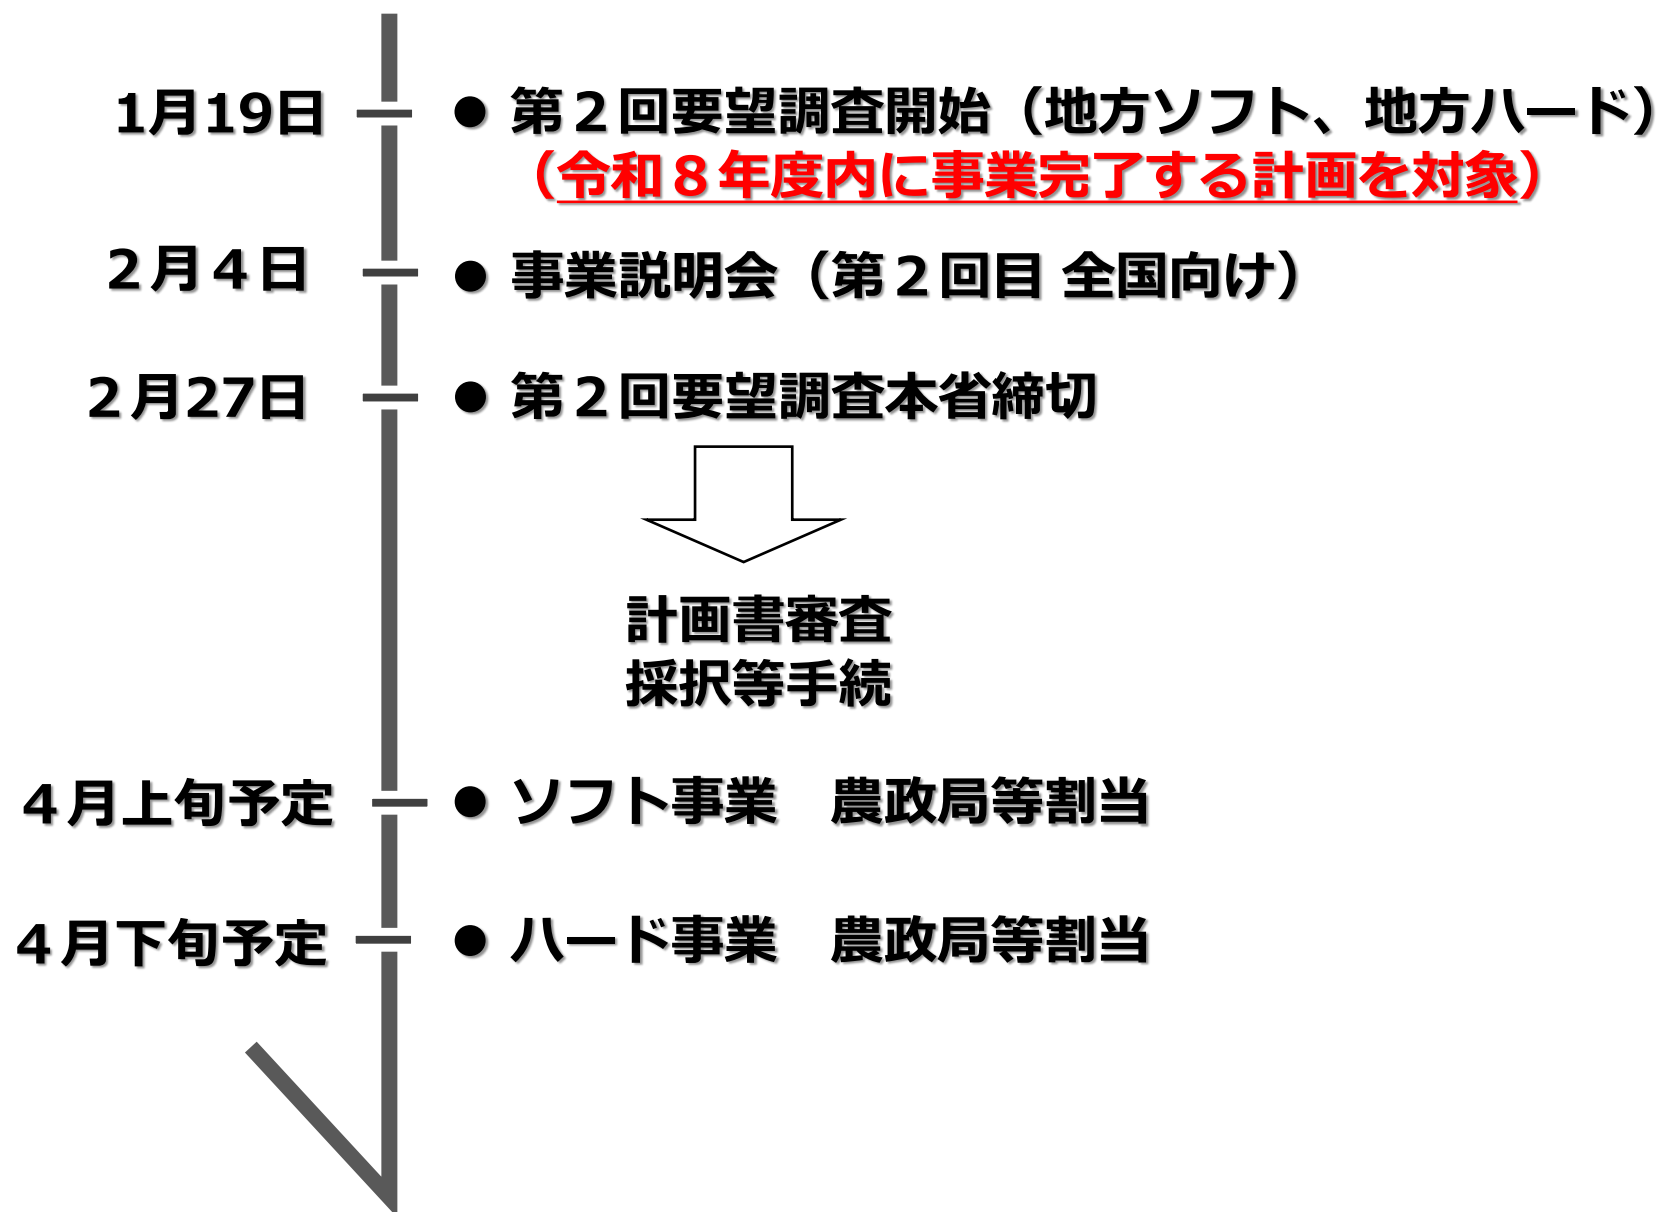 1月19日 ● 第２回要望調査開始（地方ソフト、地方ハード）
（令和８年度内に事業完了する計画を対象）
２月４日 ● 事業説明会（第２回目 全国向け）
２月27日 ● 第２回要望調査本省締切
計画書審査
採択等手続
４月上旬予定 ● ソフト事業　農政局等割当
４月下旬予定 ● ハード事業　農政局等割当